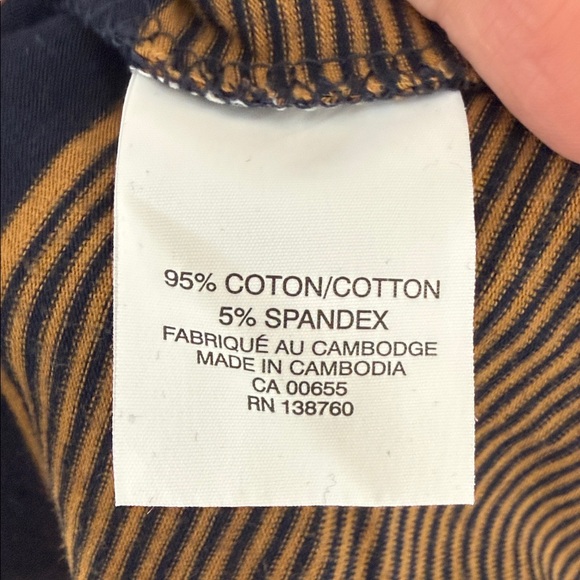 95% COTON/COTTON
5% SPANDEX
FABRIQUÉ AU CAMBODGE
MADE IN CAMBODIA
CA 00655
RN 138760